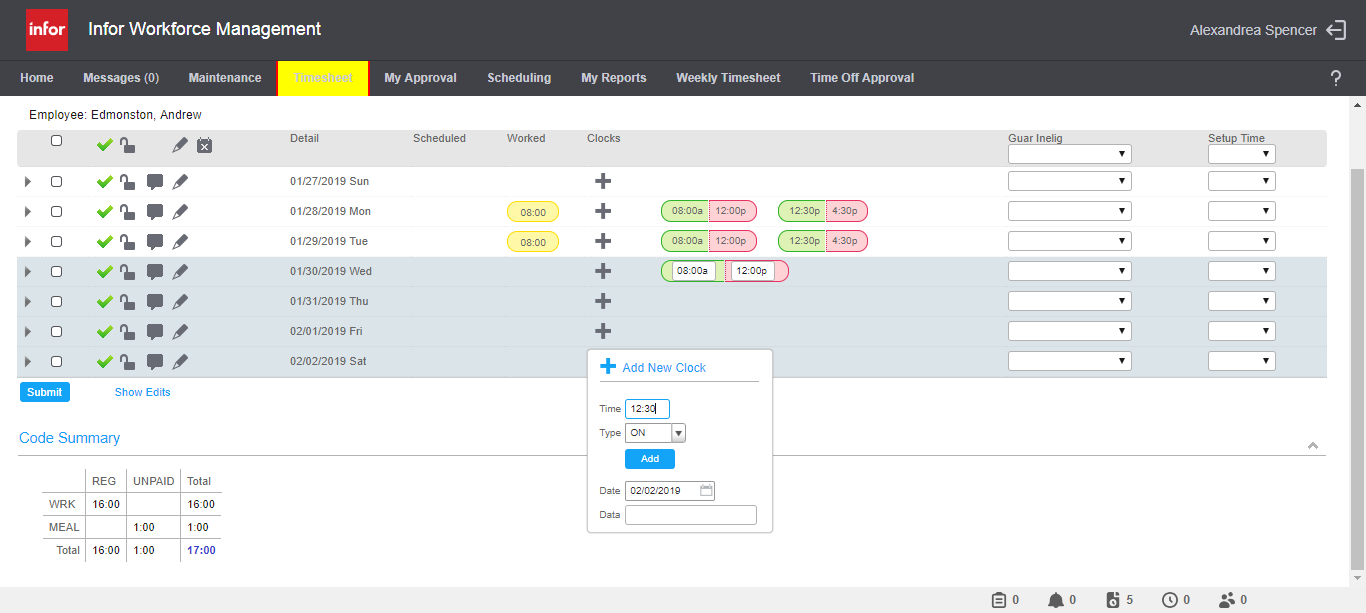 infor Infor Workforce Management Alexandrea Spencer
Home Messages (0) Maintenance Timesheet My Approval Scheduling My Reports Weekly Timesheet Time Off Approval ?
Employee: Edmonston, Andrew
Detail Scheduled Worked Clocks Guar Inelig Setup Time
01/27/2019 Sun
01/28/2019 Mon 08:00 08:00a 12:00p 12:30p 4:30p
01/29/2019 Tue 08:00 08:00a 12:00p 12:30p 4:30p
01/30/2019 Wed 08:00a 12:00p
01/31/2019 Thu
02/01/2019 Fri
02/02/2019 Sat
Add New Clock
Time 12:30
Type ON
Add
Date 02/02/2019
Data
Submit Show Edits
Code Summary
REG UNPAID Total
WRK 16:00 16:00
MEAL 1:00 1:00
Total 16:00 1:00 17:00
0 0 5 0 0